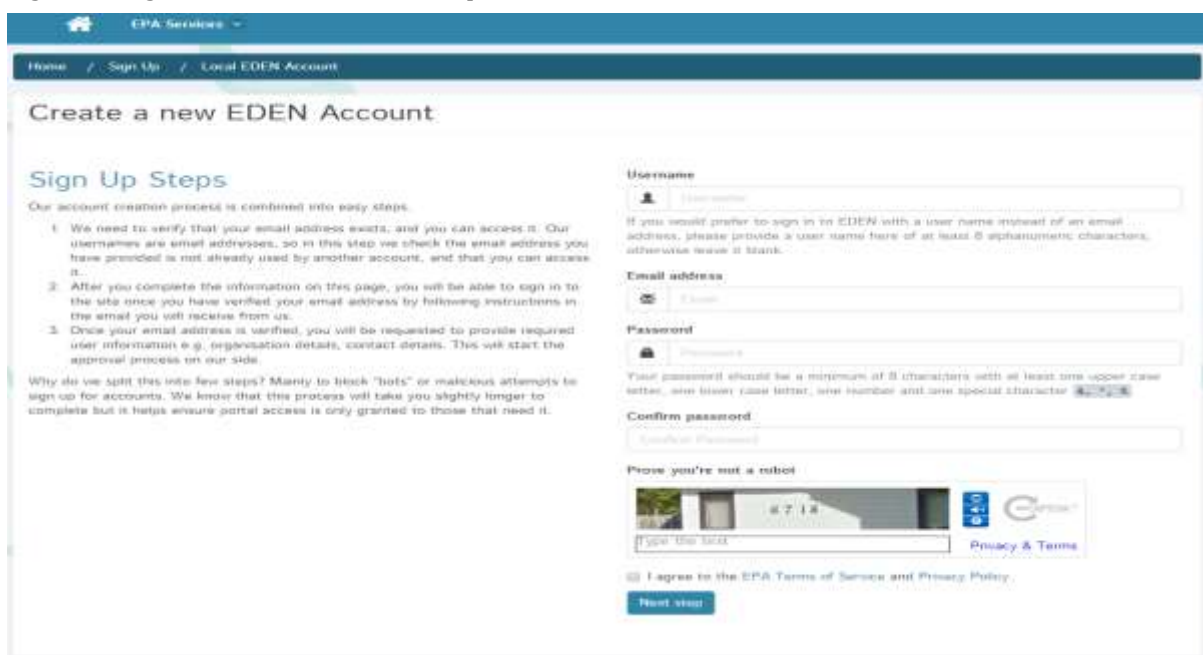 EPA Services
Home / Sign Up / Local EDEN Account
Create a new EDEN Account
Sign Up Steps
Our account creation process is combined into easy steps.
1. We need to verify that your email address exists, and you can access it. Our
usernames are email addresses, so in this step we check the email address you
have provided is not already used by another account, and that you can access
it.
2. After you complete the information on this page, you will be able to sign in to
the site once you have verified your email address by following instructions in
the email you will receive from us.
3. Once your email address is verified, you will be requested to provide required
user information e.g. organisation details, contact details. This will start the
approval process on our side.
Why do we split this into few steps? Mainly to block "bots" or malicious attempts to
sign up for accounts. We know that this process will take you slightly longer to
complete but it helps ensure portal access is only granted to those that need it.
Username
Username
If you would prefer to sign in to EDEN with a user name instead of an email
address, please provide a user name here of at least 8 alphanumeric characters,
otherwise leave it blank.
Email address
Email
Password
Password
Your password should be a minimum of 8 characters with at least one upper case
letter, one lower case letter, one number and one special character
Confirm password
Confirm Password
Prove you're not a robot
6718
Type the text
Privacy & Terms
I agree to the EPA Terms of Service and Privacy Policy.
Next step